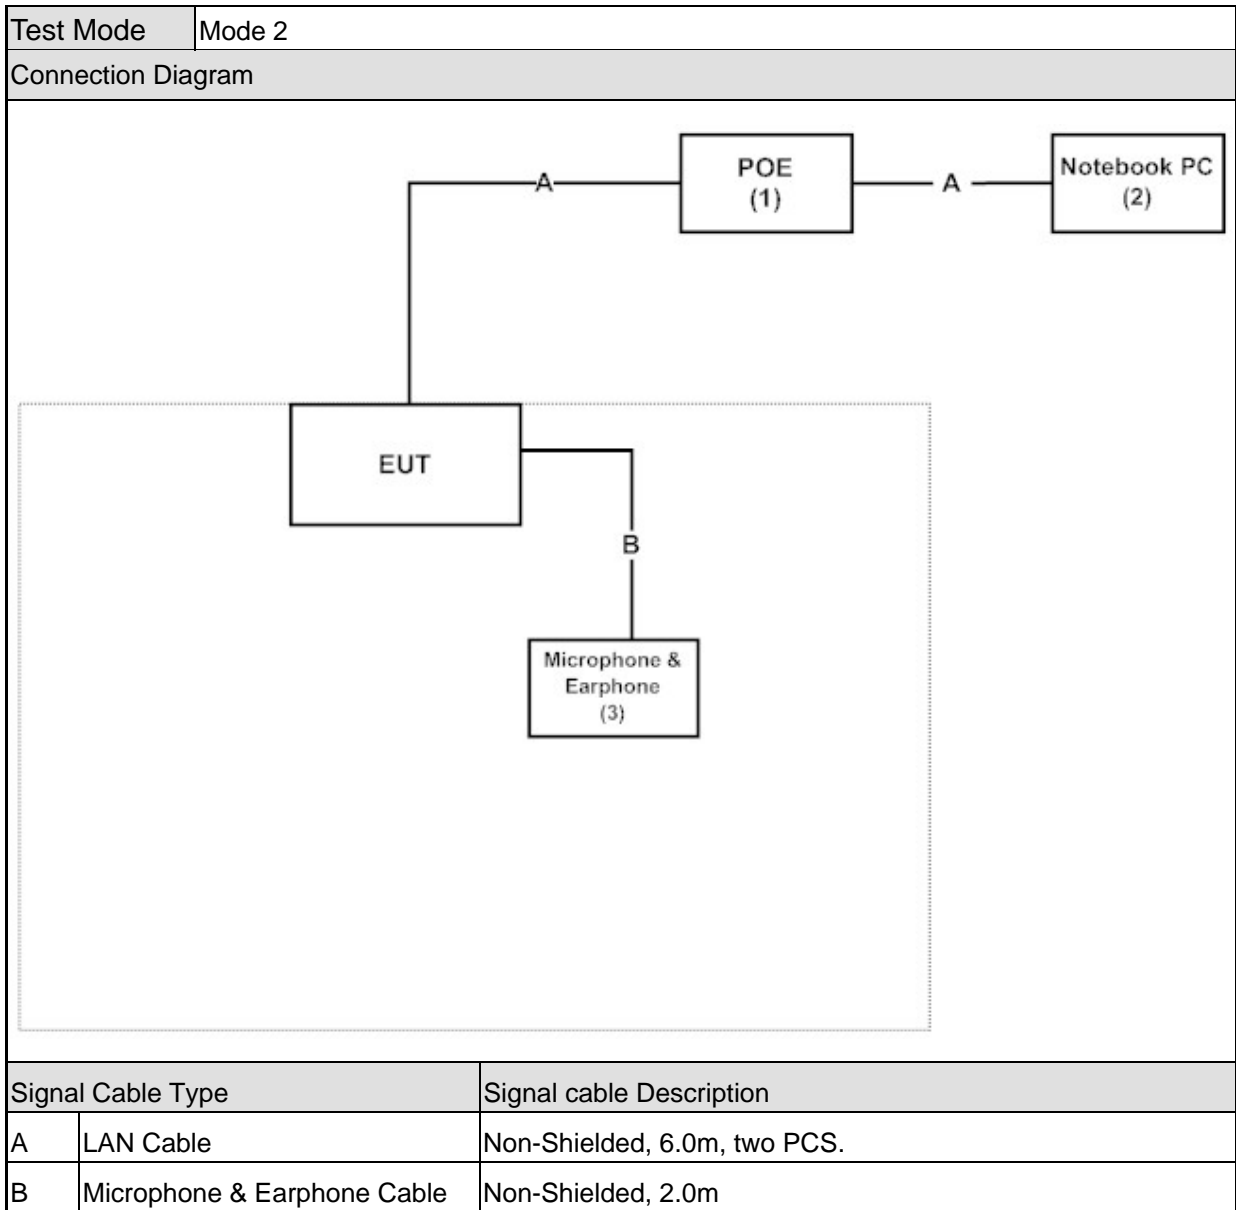 Test Mode Mode 2
Connection Diagram
POE
(1)
Notebook PC
(2)
A
A
EUT
B
Microphone &
Earphone
(3)
Signal Cable Type Signal cable Description
A LAN Cable Non-Shielded, 6.0m, two PCS.
B Microphone & Earphone Cable Non-Shielded, 2.0m